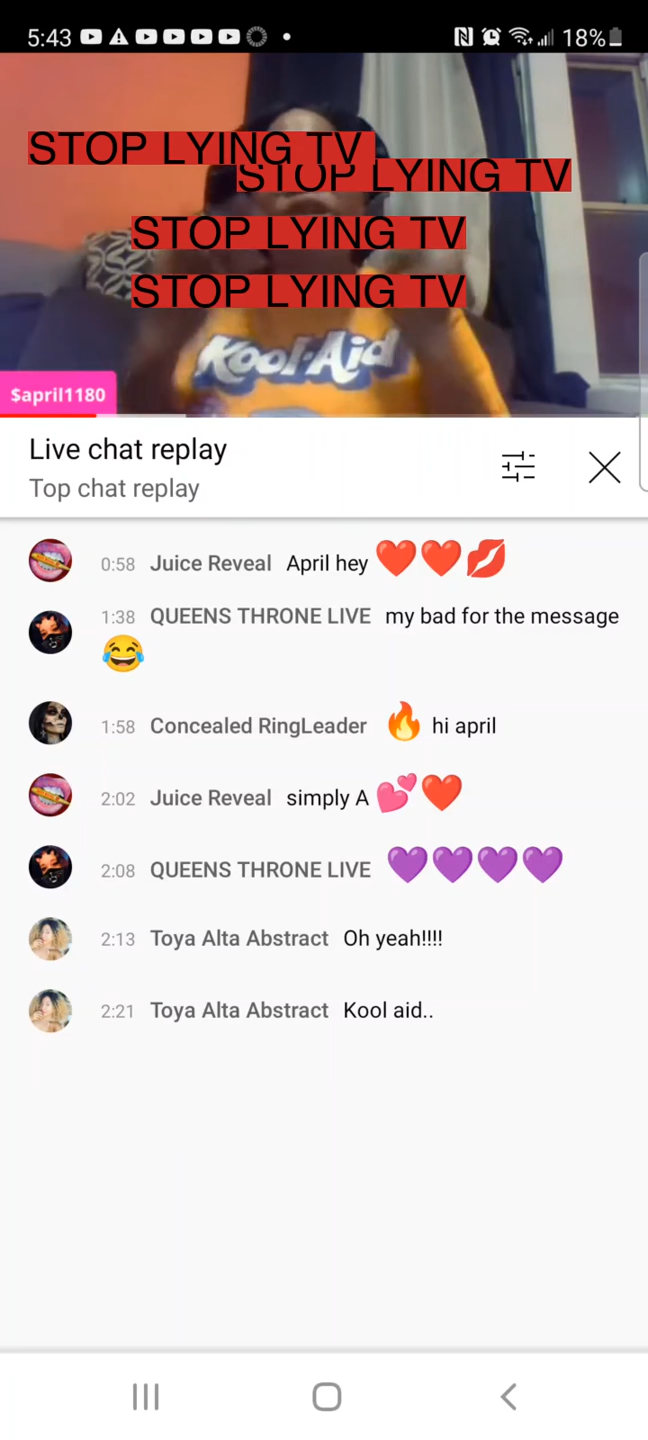 5:43
18%
STOP LYING TV
STOP LYING TV
STOP LYING TV
STOP LYING TV
Kool-Aid
$april1180
Live chat replay
Top chat replay
0:58 Juice Reveal April hey ❤️❤️💋
1:38 QUEENS THRONE LIVE my bad for the message
😂
1:58 Concealed RingLeader 🔥 hi april
2:02 Juice Reveal simply A 💕❤️
2:08 QUEENS THRONE LIVE 💜💜💜💜
2:13 Toya Alta Abstract Oh yeah!!!!
2:21 Toya Alta Abstract Kool aid..